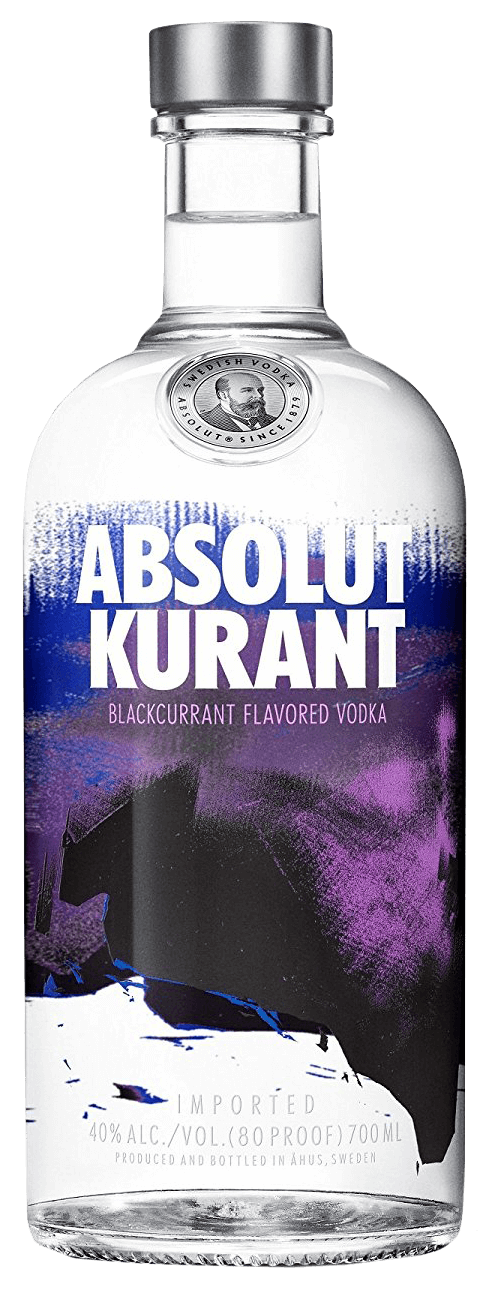 SWEDISH VODKA
ABSOLUT® SINCE 1879
ABSOLUT
KURANT
BLACKCURRANT FLAVORED VODKA
IMPORTED
40% ALC./VOL.(80 PROOF) 700ML
PRODUCED AND BOTTLED IN ÅHUS, SWEDEN